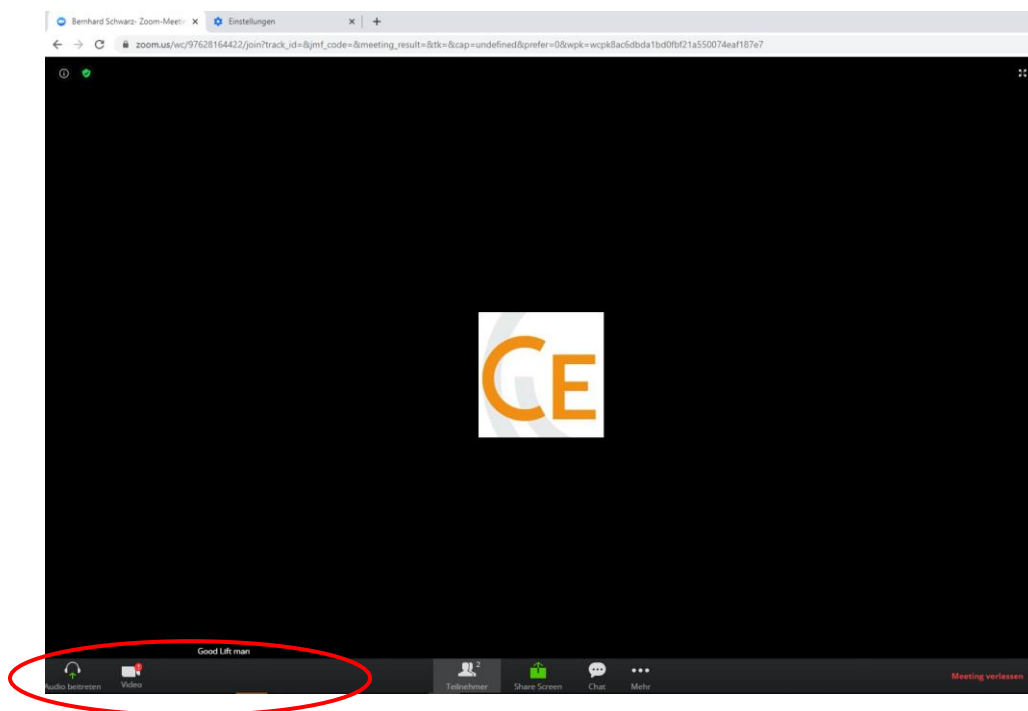 Bernhard Schwarz- Zoom-Meeti
Einstellungen
zoom.us/wc/97628164422/join?track_id=&jmf_code=&meeting_result=&tk=&cap=undefined&prefer=0&wpk=wcpk8ac6dbda1bd0fbf21a550074eaf187e7
CE
Good Lift man
Audio beitreten
Video
Teilnehmer
2
Share Screen
Chat
Mehr
Meeting verlassen